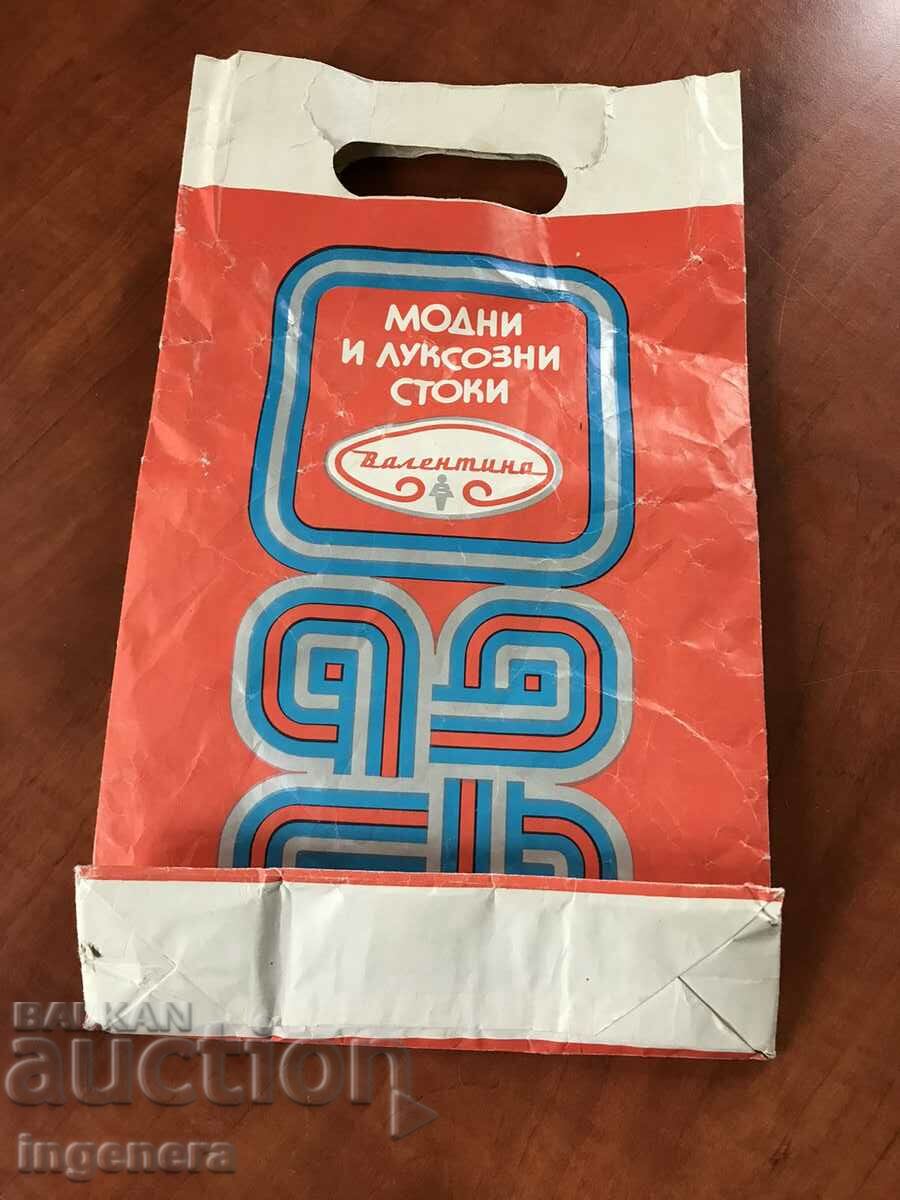 МОДНИ
И ЛУКСОЗНИ
СТОКИ
Валентина
BALKAN
auction
ingenera